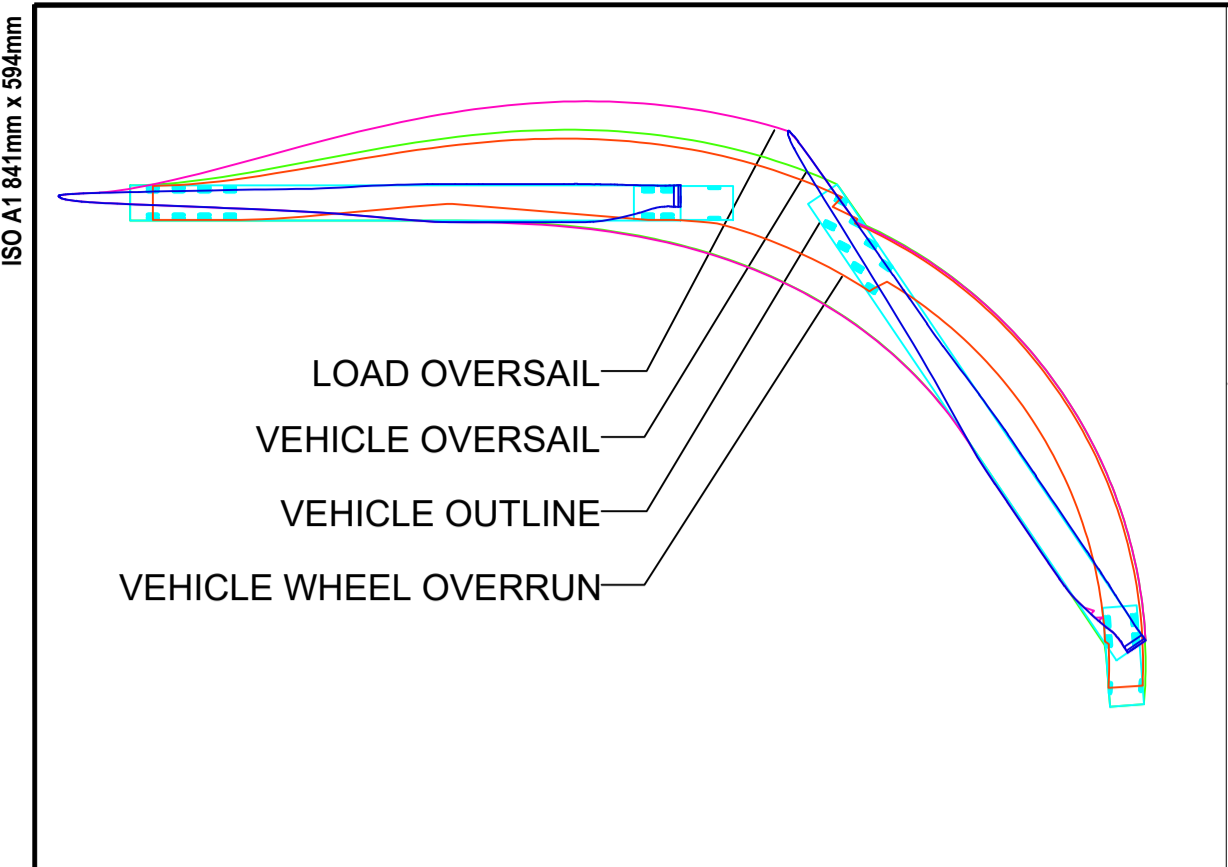 ISO A1 841mm x 594mm
LOAD OVERSAIL
VEHICLE OVERSAIL
VEHICLE OUTLINE
VEHICLE WHEEL OVERRUN